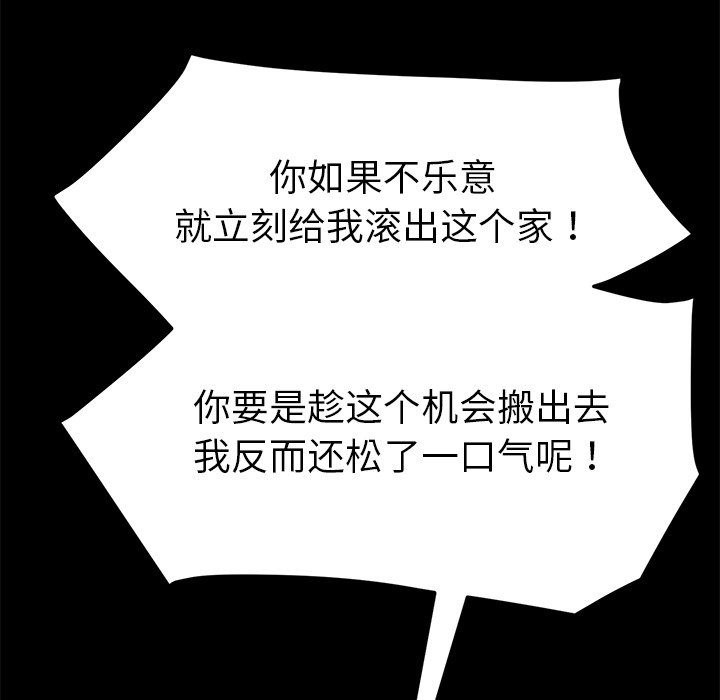 你如果不乐意
就立刻给我滚出这个家！
你要是趁这个机会搬出去
我反而还松了一口气呢！